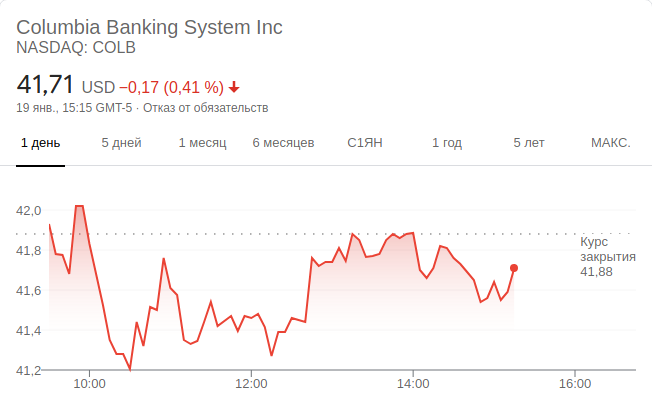 Columbia Banking System Inc
NASDAQ: COLB
41,71 USD −0,17 (0,41 %)
19 янв., 15:15 GMT-5 · Отказ от обязательств
1 день 5 дней 1 месяц 6 месяцев С1ЯН 1 год 5 лет МАКС.
42,0
41,8
41,6
41,4
41,2
Курс
закрытия
41,88
10:00 12:00 14:00 16:00